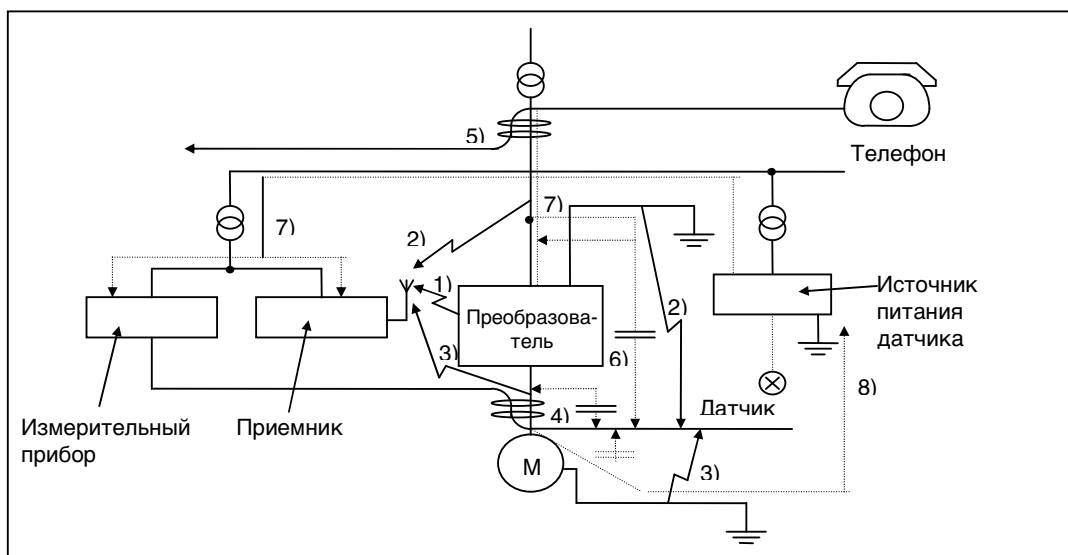 5)
Телефон
7)
7)
2)
1)
2)
Преобразова-
тель
Источник
питания
датчика
3)
6)
8)
4)
Датчик
Измерительный
прибор
Приемник
М
3)